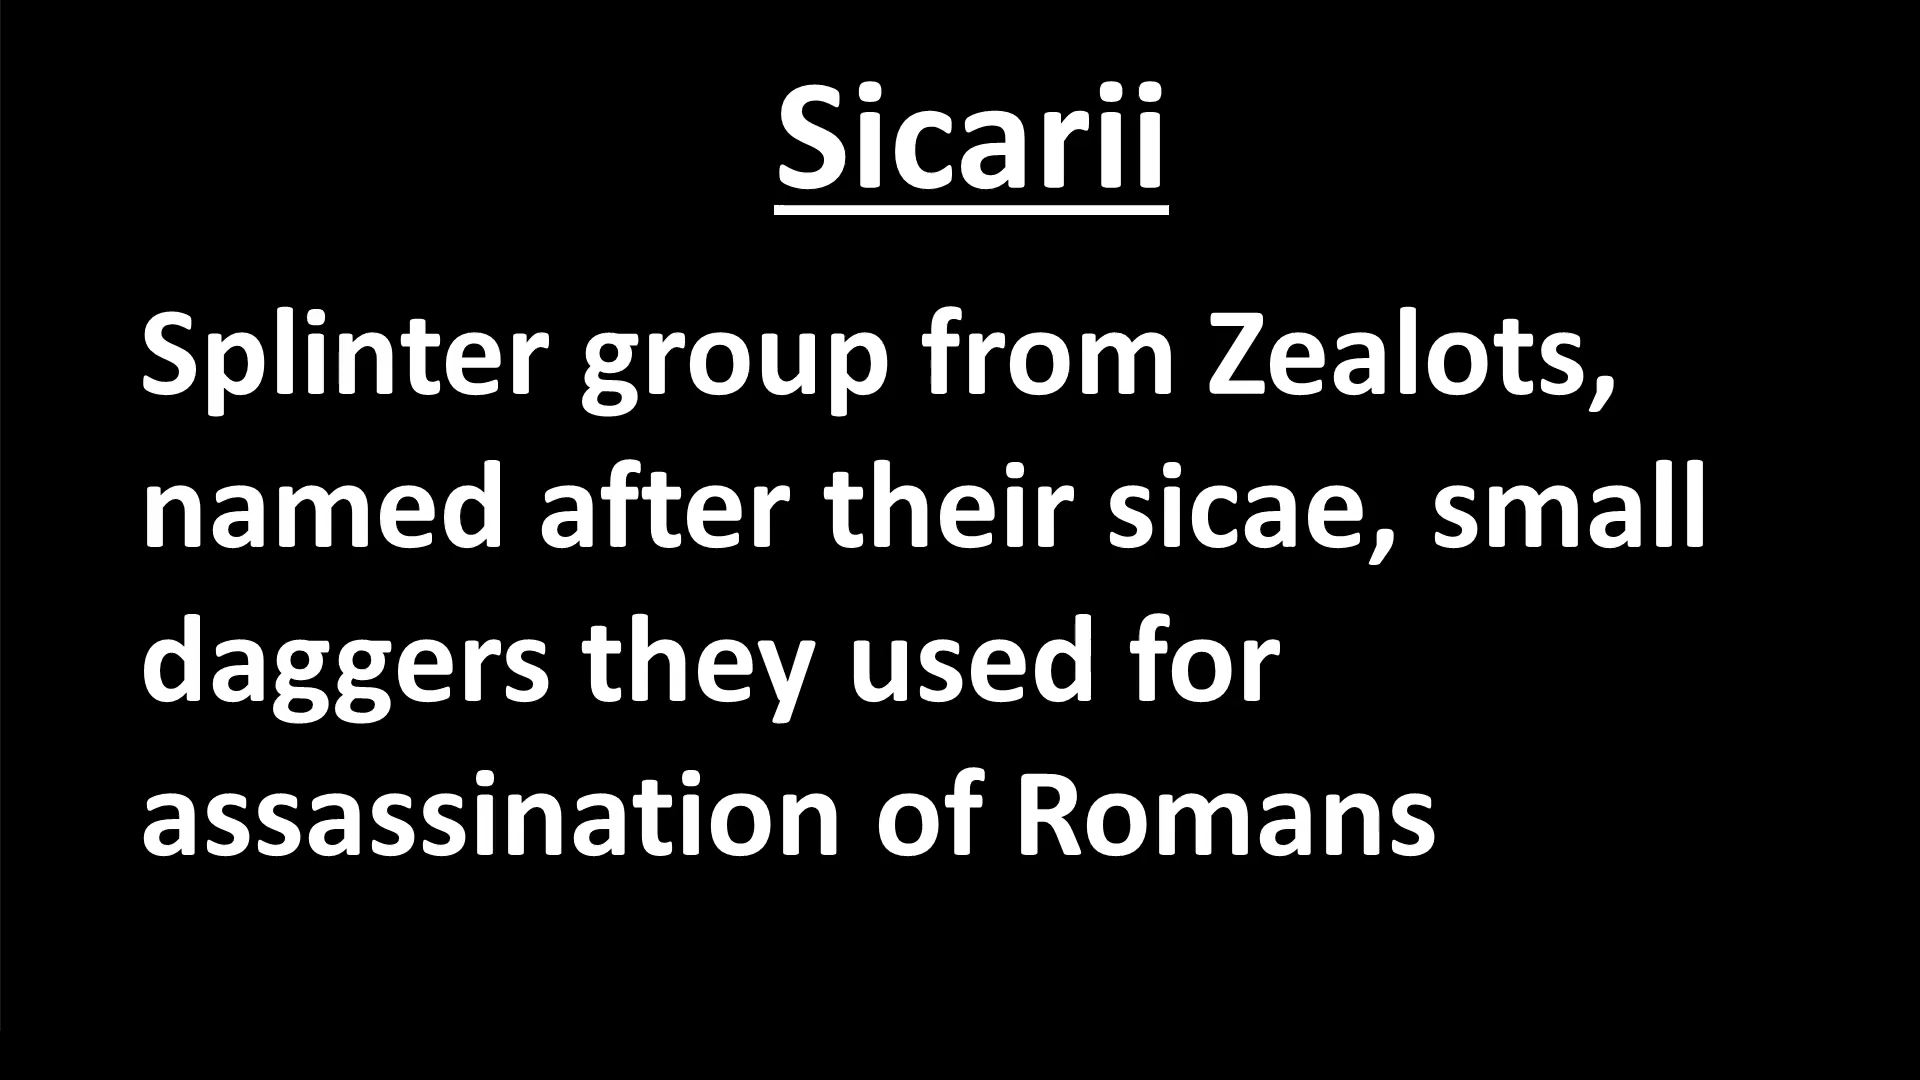 Sicarii
Splinter group from Zealots,
named after their sicae, small
daggers they used for
assassination of Romans